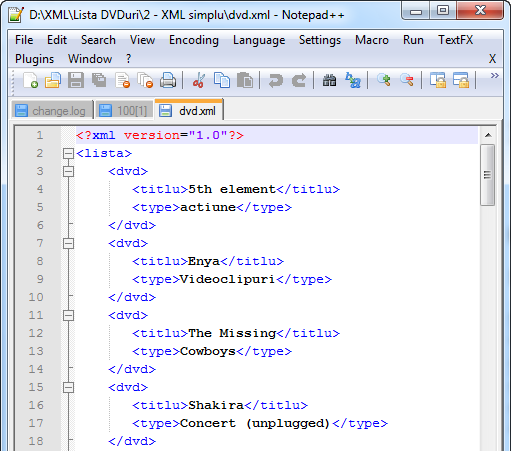 D:\XML\Lista DVDuri\2 - XML simplu\dvd.xml - Notepad++
File Edit Search View Encoding Language Settings Macro Run TextFX
Plugins Window ? X
change.log 100[1] dvd.xml
1 <?xml version="1.0"?>
2 <lista>
3 <dvd>
4 <titlu>5th element</titlu>
5 <type>actiune</type>
6 </dvd>
7 <dvd>
8 <titlu>Enya</titlu>
9 <type>Videoclipuri</type>
10 </dvd>
11 <dvd>
12 <titlu>The Missing</titlu>
13 <type>Cowboys</type>
14 </dvd>
15 <dvd>
16 <titlu>Shakira</titlu>
17 <type>Concert (unplugged)</type>
18 </dvd>